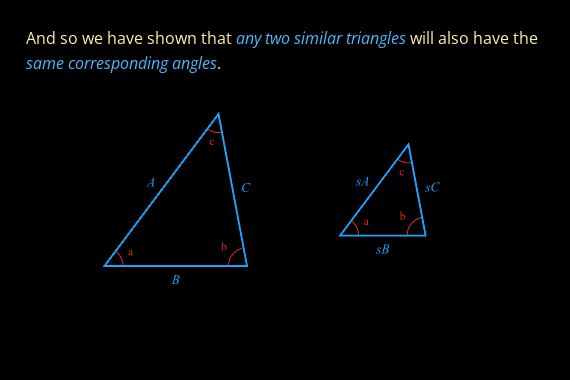 And so we have shown that any two similar triangles will also have the
same corresponding angles.
c
A
C
c
sA
sC
a
b
a
b
B
sB